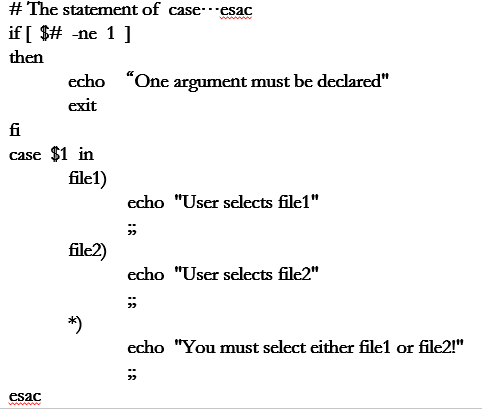 # The statement of case⋯esac
if [ $# -ne 1 ]
then
echo “One argument must be declared"
exit
fi
case $1 in
file1)
echo "User selects file1"
;;
file2)
echo "User selects file2"
;;
*)
echo "You must select either file1 or file2!"
;;
esac